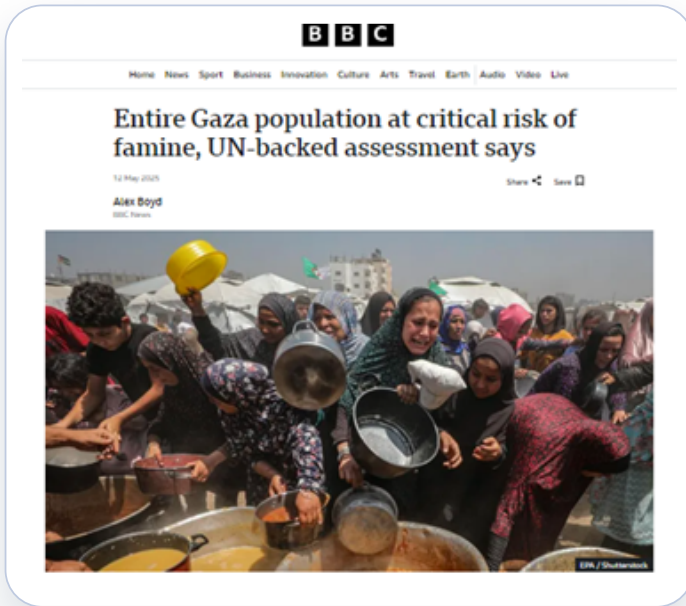 BBC
Home News Sport Business Innovation Culture Arts Travel Earth Audio Video Live
Entire Gaza population at critical risk of
famine, UN-backed assessment says
12 May 2025
Share Save
Alex Boyd
BBC News
EPA / Shutterstock